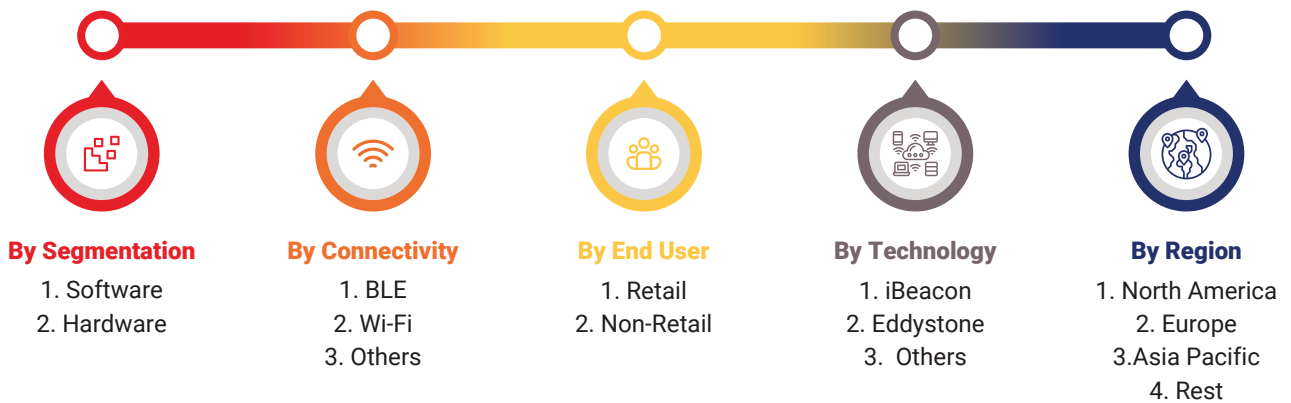 By Segmentation
1. Software
2. Hardware
By Connectivity
1. BLE
2. Wi-Fi
3. Others
By End User
1. Retail
2. Non-Retail
By Technology
1. iBeacon
2. Eddystone
3. Others
By Region
1. North America
2. Europe
3.Asia Pacific
4. Rest